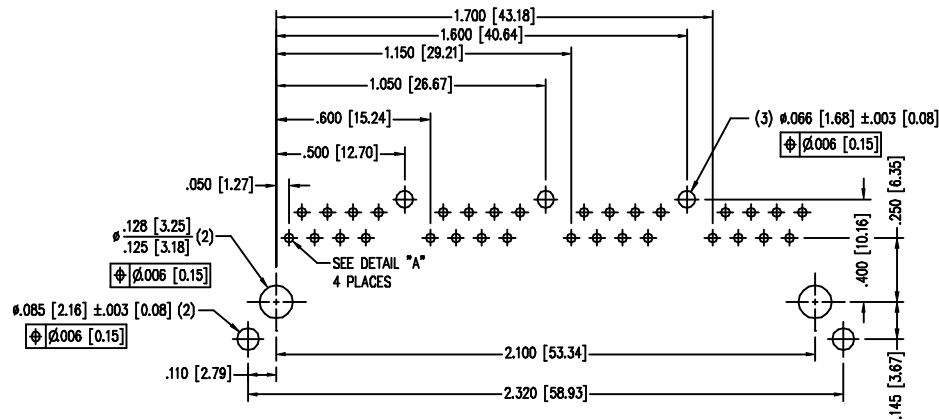 1.700 [43.18]
1.600 [40.64]
1.150 [29.21]
1.050 [26.67]
.600 [15.24]
(3) ø.066 [1.68] ±.003 [0.08]
⌖ Ø.006 [0.15]
.500 [12.70]
.050 [1.27]
.250 [6.35]
.400 [10.16]
ø .128 [3.25]
.125 [3.18] (2)
⌖ Ø.006 [0.15]
SEE DETAIL "A"
4 PLACES
ø.085 [2.16] ±.003 [0.08] (2)
⌖ Ø.006 [0.15]
2.100 [53.34]
.110 [2.79]
2.320 [58.93]
.145 [3.67]